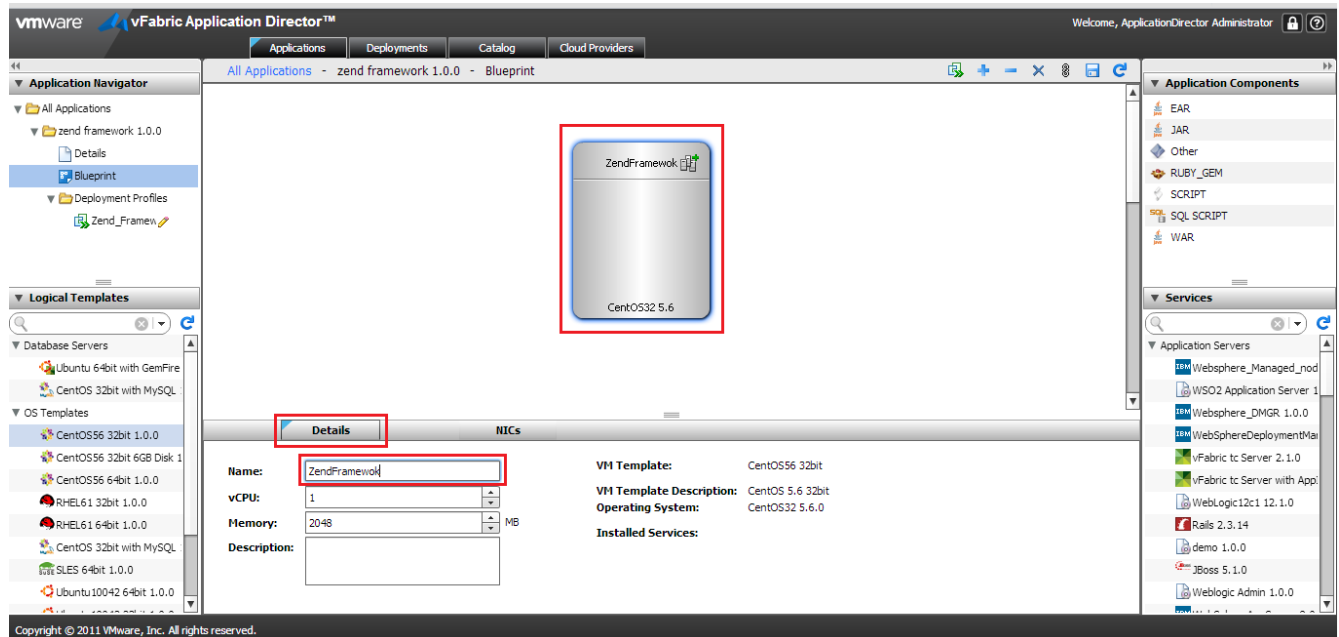 vmware vFabric Application Director™
Welcome, ApplicationDirector Administrator
Applications Deployments Catalog Cloud Providers
Application Navigator
All Applications
zend framework 1.0.0
Details
Blueprint
Deployment Profiles
Zend_Framew
Logical Templates
Database Servers
Ubuntu 64bit with GemFire
CentOS 32bit with MySQL
OS Templates
CentOS56 32bit 1.0.0
CentOS56 32bit 6GB Disk 1
CentOS56 64bit 1.0.0
RHEL61 32bit 1.0.0
RHEL61 64bit 1.0.0
CentOS 32bit with MySQL
SLES 64bit 1.0.0
Ubuntu10042 64bit 1.0.0
All Applications - zend framework 1.0.0 - Blueprint
ZendFramewok
CentOS32 5.6
Details NICs
Name: ZendFramewok
vCPU: 1
Memory: 2048 MB
Description:
VM Template: CentOS56 32bit
VM Template Description: CentOS 5.6 32bit
Operating System: CentOS32 5.6.0
Installed Services:
Application Components
EAR
JAR
Other
RUBY_GEM
SCRIPT
SQL SCRIPT
WAR
Services
Application Servers
Websphere_Managed_nod
WSO2 Application Server 1
Websphere_DMGR 1.0.0
WebSphereDeploymentMa
vFabric tc Server 2.1.0
vFabric tc Server with App
WebLogic12c1 12.1.0
Rails 2.3.14
demo 1.0.0
JBoss 5.1.0
Weblogic Admin 1.0.0
Copyright © 2011 VMware, Inc. All rights reserved.